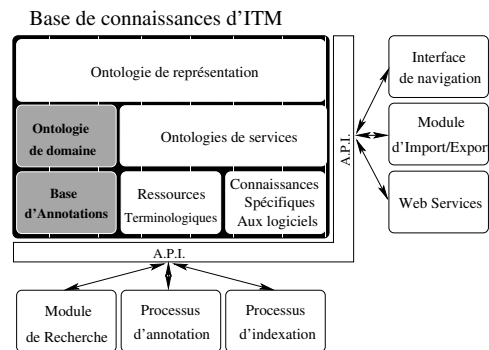 Base de connaissances d'ITM
Ontologie de représentation
Interface
de navigation
Ontologie
de domaine
Ontologies de services
A.P.I.
Module
d'Import/Expor
Base
d'Annotations
Ressources
Terminologiques
Connaissances
Spécifiques
Aux logiciels
Web Services
A.P.I.
Module
de Recherche
Processus
d'annotation
Processus
d'indexation